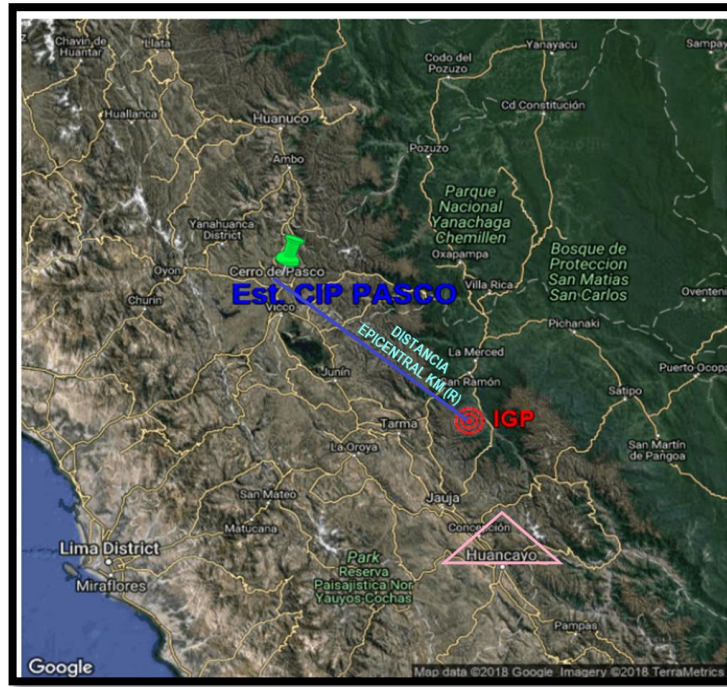 Chavin de
Huantar
Llata
Yanayacu
Sampay
Codo del
Pozuzo
Huallanca
Huanuco
Cd Constitución
Ambo
Pozuzo
Parque
Nacional
Yanachaga
Chemillen
Yanahuanca
District
Bosque de
Proteccion
San Matias
San Carlos
Oyon
Cerro de Pasco
Oxapampa
Est. CIP PASCO
Villa Rica
Oventeni
Churin
Vicco
Pichanaki
DISTANCIA
EPICENTRAL KM (R)
La Merced
Junín
San Ramón
Puerto Ocopa
Satipo
IGP
Tarma
La Oroya
San Martín
de Pangoa
San Mateo
Jauja
Matucana
Concepción
Lima District
Huancayo
Miraflores
Park
Reserva
Paisajistica Nor
Yauyos-Cochas
Pampas
Google
Map data ©2018 Google Imagery ©2018 TerraMetrics